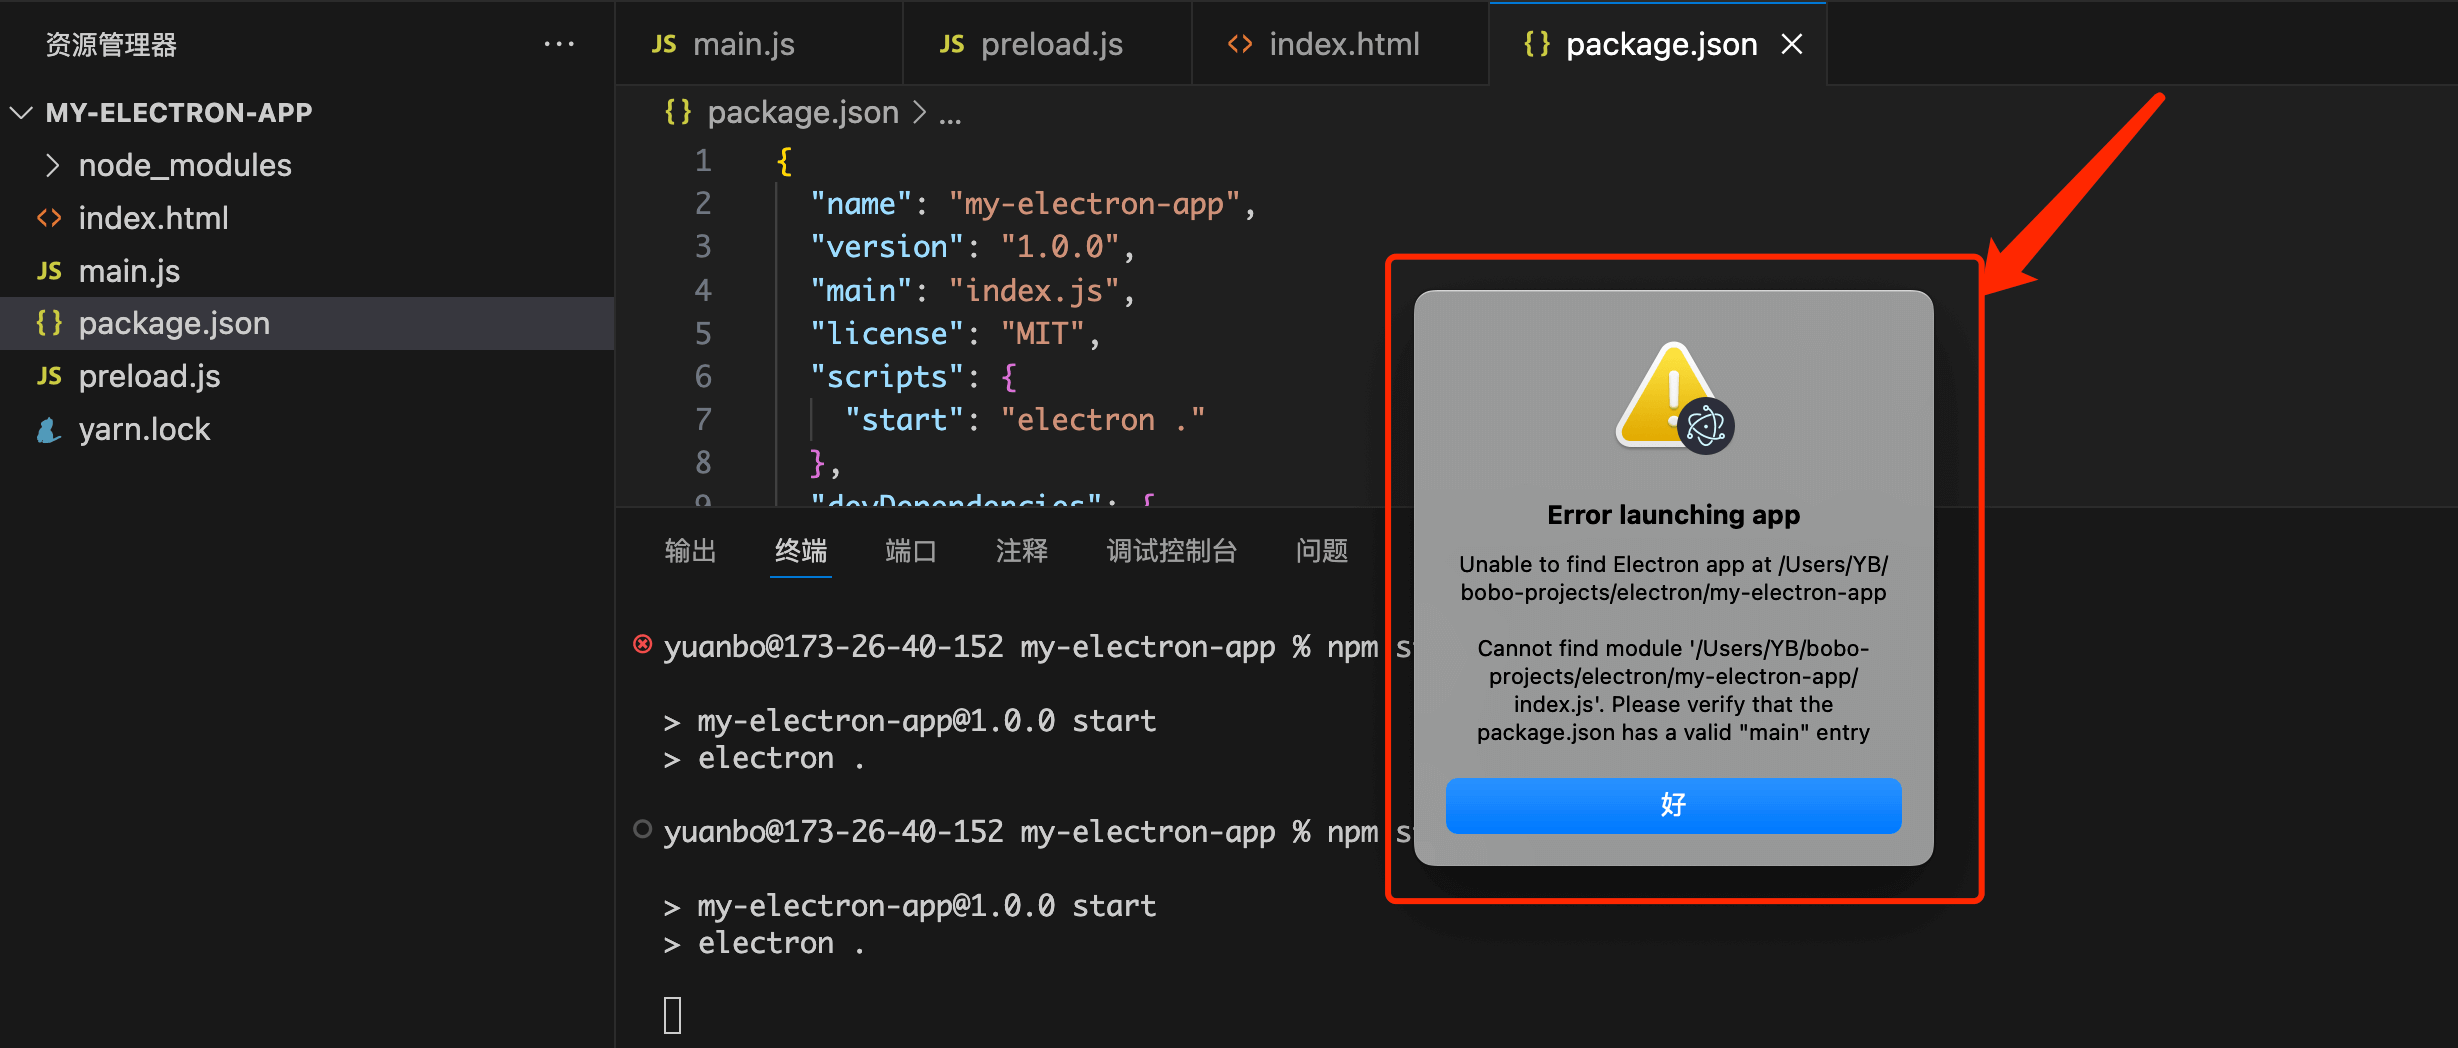 资源管理器
MY-ELECTRON-APP
node_modules
index.html
JS main.js
{} package.json
JS preload.js
yarn.lock
JS main.js
JS preload.js
<> index.html
{} package.json
{} package.json > ...
1 {
2 "name": "my-electron-app",
3 "version": "1.0.0",
4 "main": "index.js",
5 "license": "MIT",
6 "scripts": {
7 "start": "electron ."
8 },
9 "devDependencies": {
输出 终端 端口 注释 调试控制台 问题
yuanbo@173-26-40-152 my-electron-app % npm s
> my-electron-app@1.0.0 start
> electron .
yuanbo@173-26-40-152 my-electron-app % npm s
> my-electron-app@1.0.0 start
> electron .
Error launching app
Unable to find Electron app at /Users/YB/
bobo-projects/electron/my-electron-app
Cannot find module '/Users/YB/bobo-
projects/electron/my-electron-app/
index.js'. Please verify that the
package.json has a valid "main" entry
好